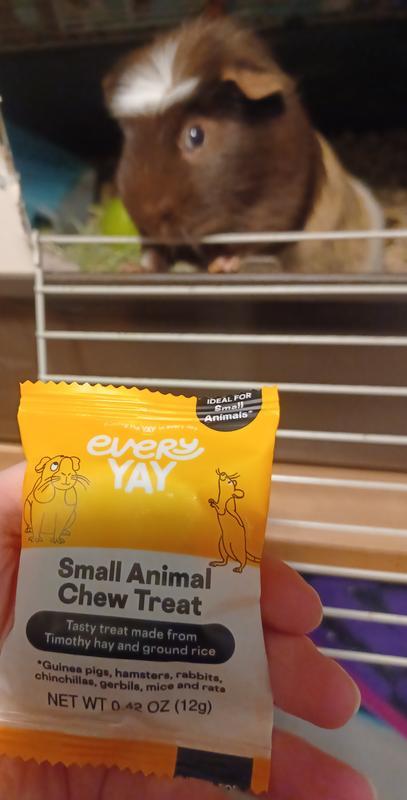 IDEAL FOR
Small
Animals*
every
YAY
Small Animal
Chew Treat
Tasty treat made from
Timothy hay and ground rice
*Guinea pigs, hamsters, rabbits,
chinchillas, gerbils, mice and rats
NET WT 0.42 OZ (12g)